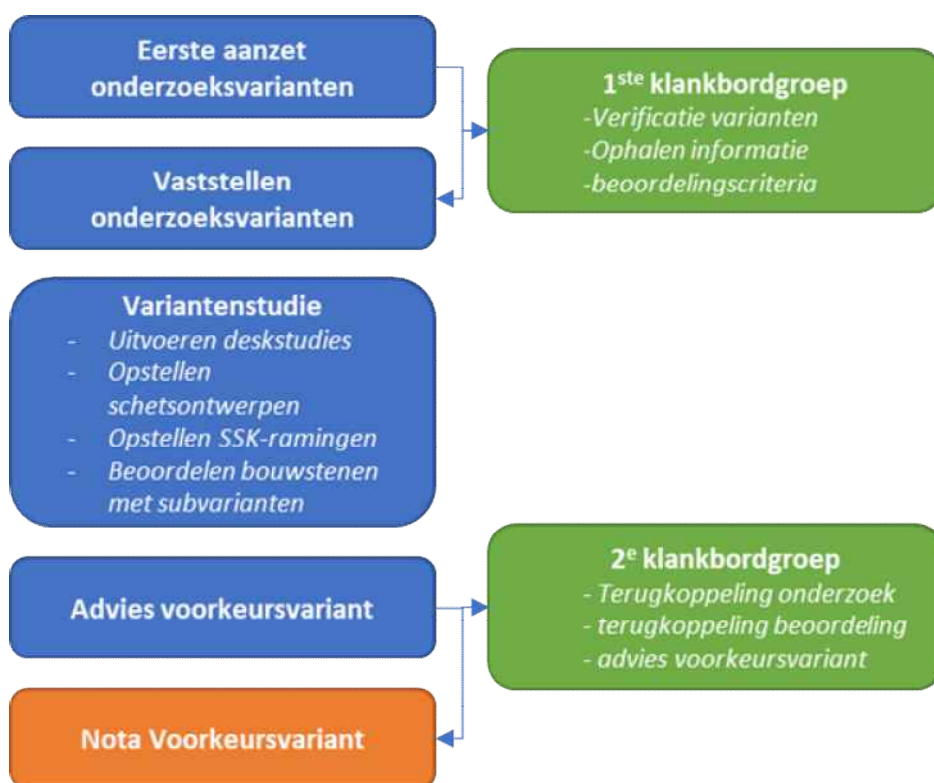 Eerste aanzet
onderzoeksvarianten
1ste klankbordgroep
-Verificatie varianten
-Ophalen informatie
-beoordelingscriteria
Vaststellen
onderzoeksvarianten
Variantenstudie
- Uitvoeren deskstudies
- Opstellen
schetsontwerpen
- Opstellen SSK-ramingen
- Beoordelen bouwstenen
met subvarianten
Advies voorkeursvariant
2e klankbordgroep
- Terugkoppeling onderzoek
- terugkoppeling beoordeling
- advies voorkeursvariant
Nota Voorkeursvariant